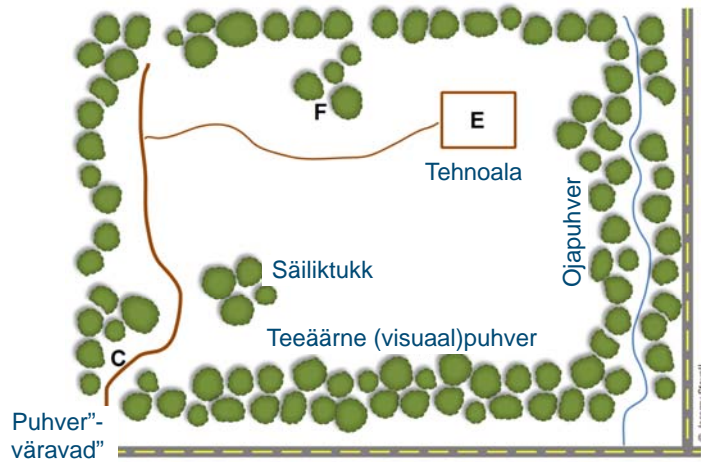 F
E
Tehnoala
Ojapuhver
Säiliktukk
Teeäärne (visuaal)puhver
C
Puhver"-
väravad"